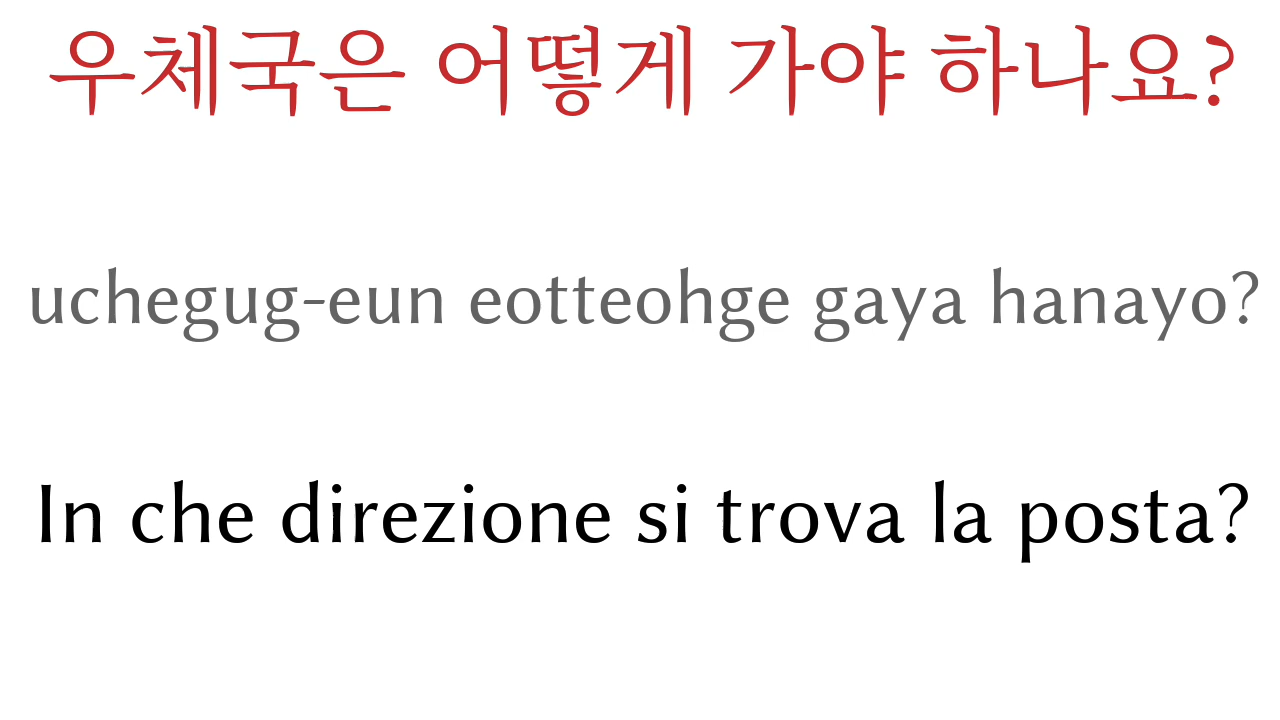 우체국은 어떻게 가야 하나요?
uchegug-eun eotteohge gaya hanayo?
In che direzione si trova la posta?